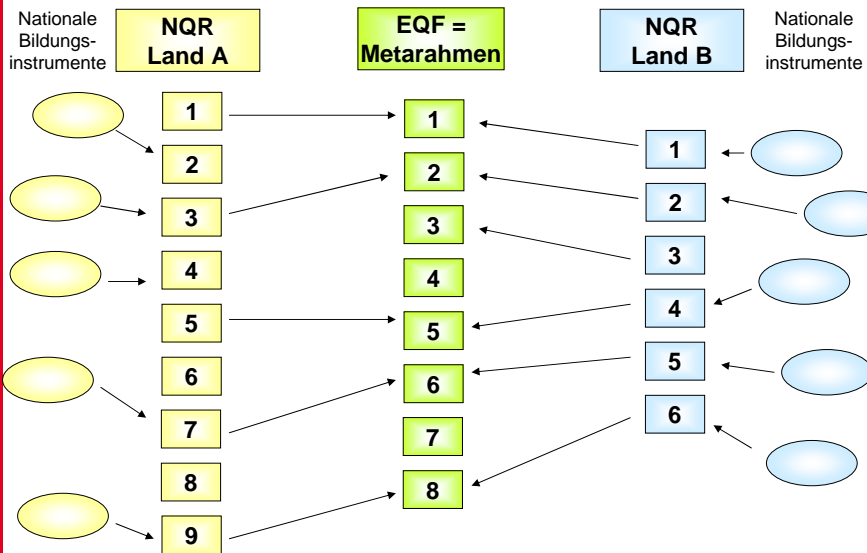 Nationale
Bildungs-
instrumente
NQR
Land A
EQF =
Metarahmen
NQR
Land B
Nationale
Bildungs-
instrumente
1
2
3
4
5
6
7
8
9
1
2
3
4
5
6
7
8
1
2
3
4
5
6